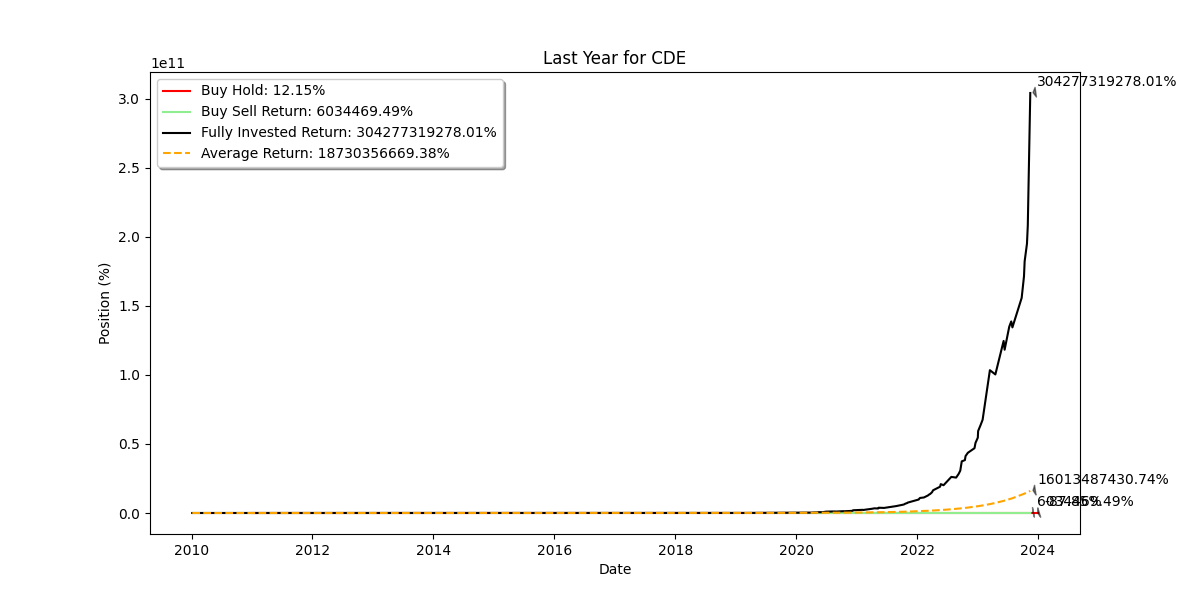 Last Year for CDE
1e11
304277319278.01%
Buy Hold: 12.15%
Buy Sell Return: 6034469.49%
Fully Invested Return: 304277319278.01%
Average Return: 18730356669.38%
3.0
2.5
2.0
1.5
1.0
0.5
0.0
Position (%)
16013487430.74%
6034469.49%
2010
2012
2014
2016
2018
2020
2022
2024
Date